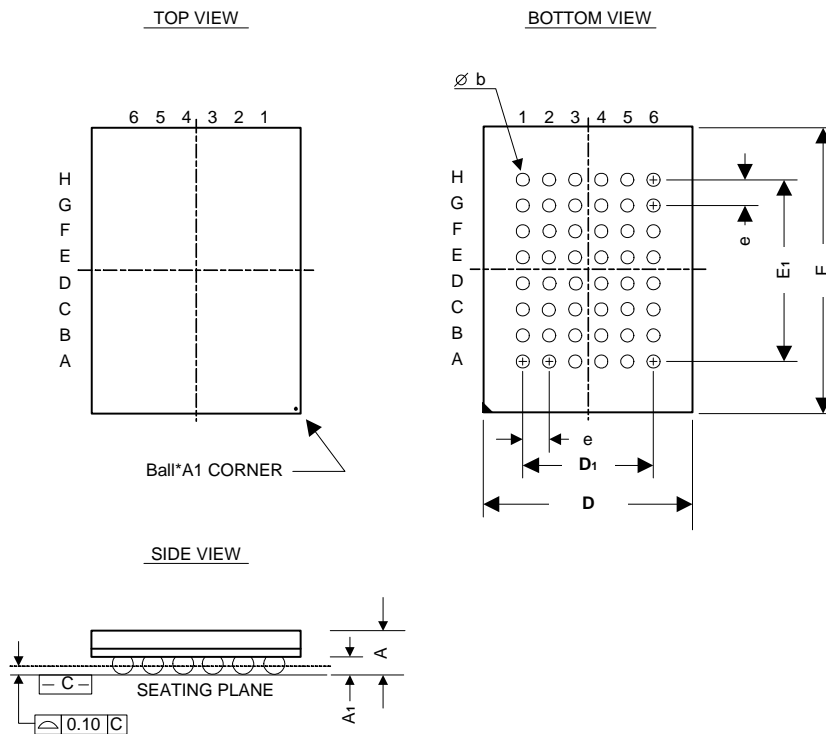 TOP VIEW
6 5 4 3 2 1
H
G
F
E
D
C
B
A
Ball*A1 CORNER
BOTTOM VIEW
⌀ b
1 2 3 4 5 6
H
G
F
E
D
C
B
A
e
E1
E
e
D1
D
SIDE VIEW
A
A1
– C –
SEATING PLANE
⌓ 0.10 C